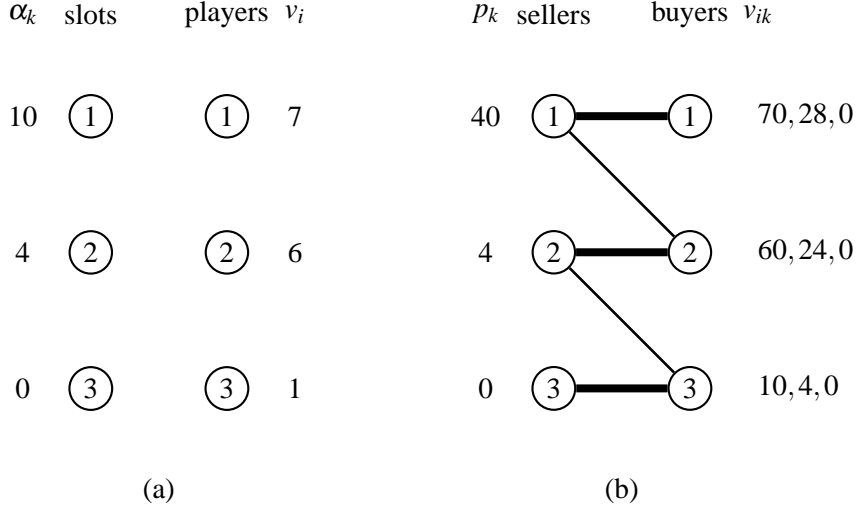 αₖ slots players vᵢ pₖ sellers buyers vᵢₖ
10 1 1 7 40 1 1 70,28,0
4 2 2 6 4 2 2 60,24,0
0 3 3 1 0 3 3 10,4,0
(a) (b)